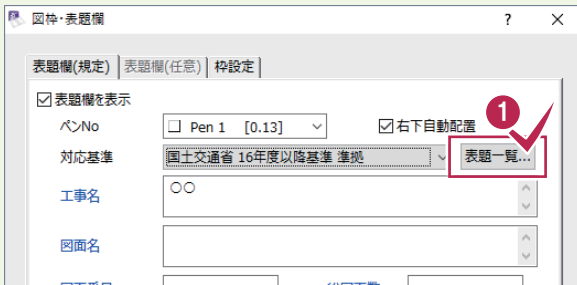 図枠・表題欄 ? ×
表題欄(規定) 表題欄(任意) 枠設定
表題欄を表示
ペンNo Pen 1 [0.13] 右下自動配置 1
対応基準 国土交通省 16年度以降基準 準拠 表題一覧...
工事名 ○○
図面名